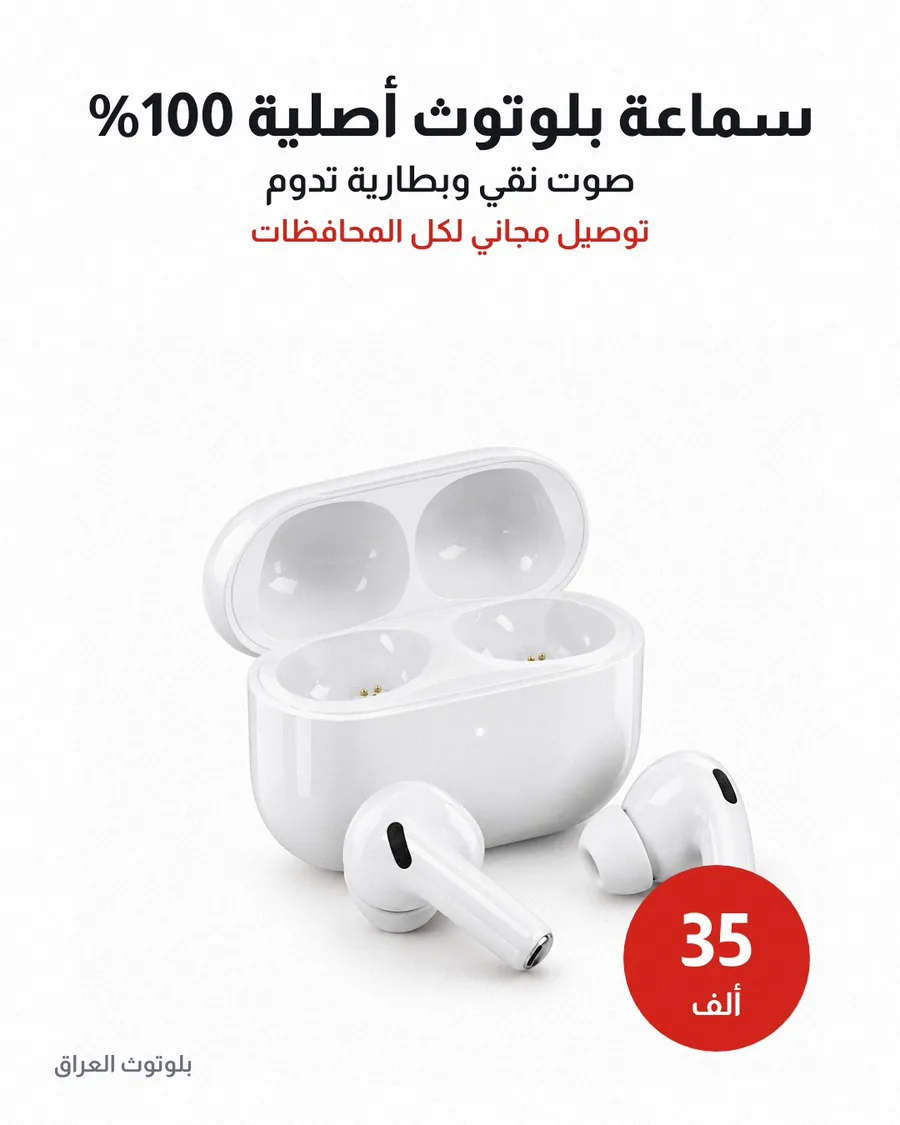 سماعة بلوتوث أصلية 100%
صوت نقي وبطارية تدوم
توصيل مجاني لكل المحافظات
35
ألف
بلوتوث العراق